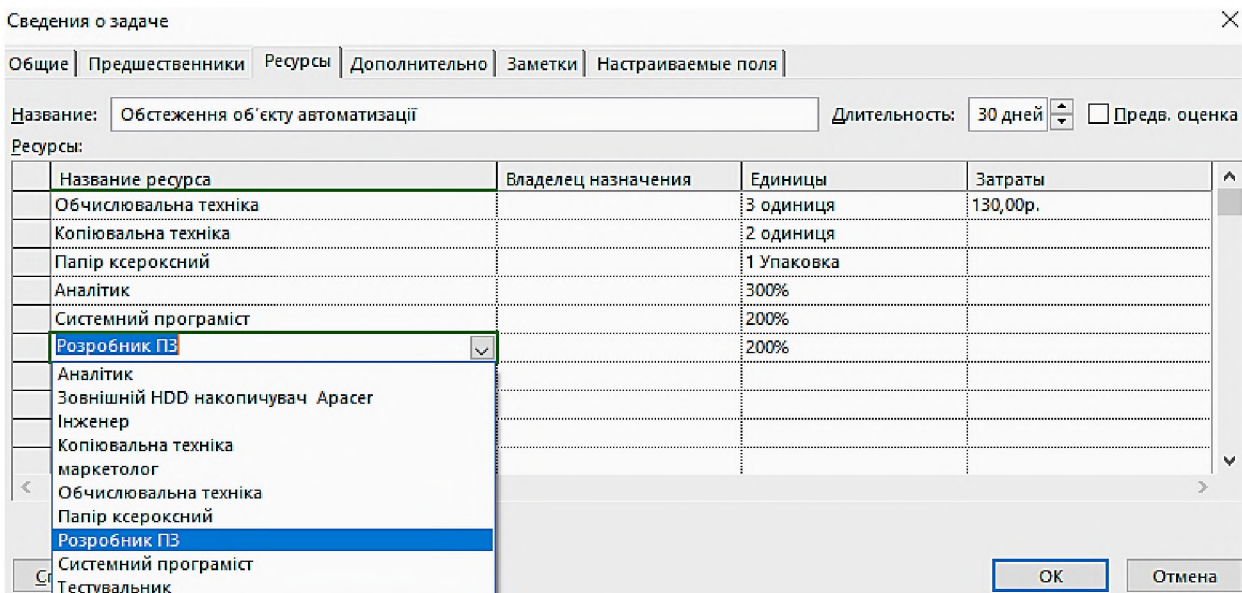 Сведения о задаче
Общие Предшественники Ресурсы Дополнительно Заметки Настраиваемые поля
Название: Обстеження об'єкту автоматизації Длительность: 30 дней Предв. оценка
Ресурсы:
Название ресурса Владелец назначения Единицы Затраты
Обчислювальна техніка 3 одиниця 130,00р.
Копіювальна техніка 2 одиниця
Папір ксероксний 1 Упаковка
Аналітик 300%
Системний програміст 200%
Розробник ПЗ 200%
Аналітик
Зовнішній HDD накопичувач Apacer
Інженер
Копіювальна техніка
маркетолог
Обчислювальна техніка
Папір ксероксний
Розробник ПЗ
Системний програміст
Тестувальник
OK Отмена